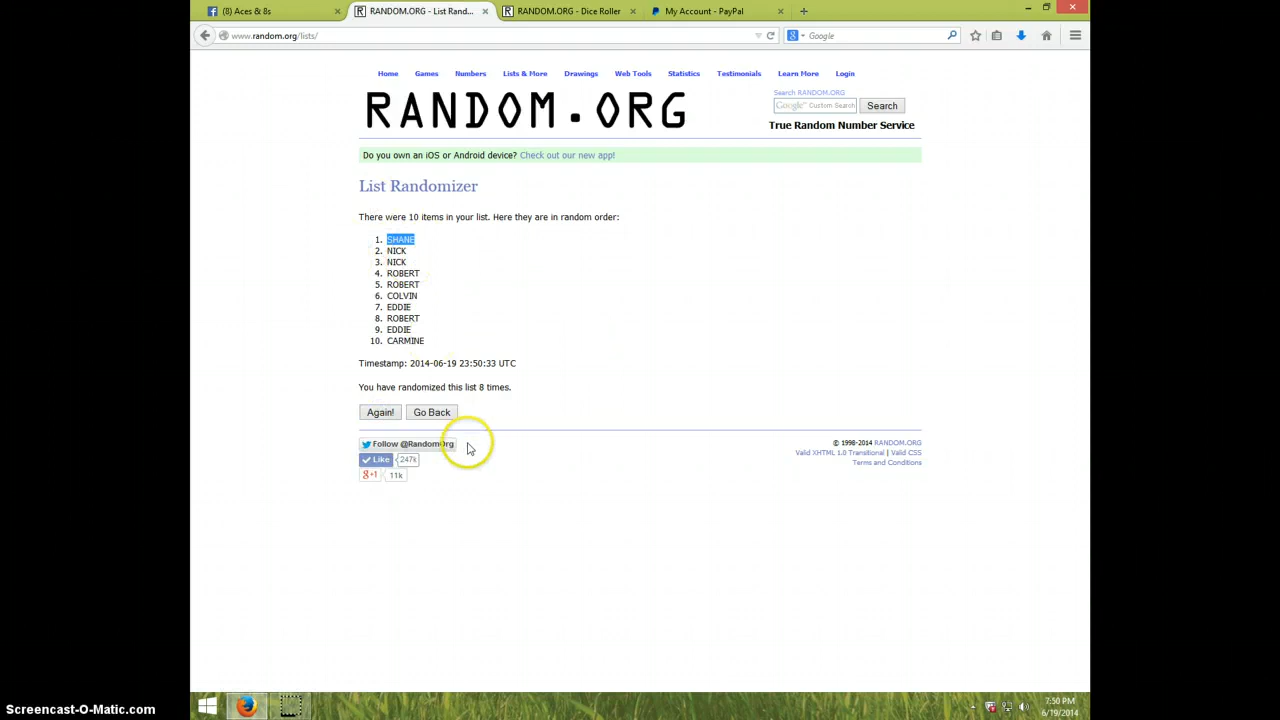 (8) Aces & 8s
RANDOM.ORG - List Rand...
RANDOM.ORG - Dice Roller
My Account - PayPal
www.random.org/lists/
Google
Home Games Numbers Lists & More Drawings Web Tools Statistics Testimonials Learn More Login
RANDOM.ORG
Search RANDOM.ORG
Google™ Custom Search
Search
True Random Number Service
Do you own an iOS or Android device? Check out our new app!
List Randomizer
There were 10 items in your list. Here they are in random order:
1. SHANE
2. NICK
3. NICK
4. ROBERT
5. ROBERT
6. COLVIN
7. EDDIE
8. ROBERT
9. EDDIE
10. CARMINE
Timestamp: 2014-06-19 23:50:33 UTC
You have randomized this list 8 times.
Again! Go Back
Follow @RandomOrg
Like 247k
+1 11k
© 1998-2014 RANDOM.ORG
Valid XHTML 1.0 Transitional | Valid CSS
Terms and Conditions
7:50 PM
6/19/2014
Screencast-O-Matic.com